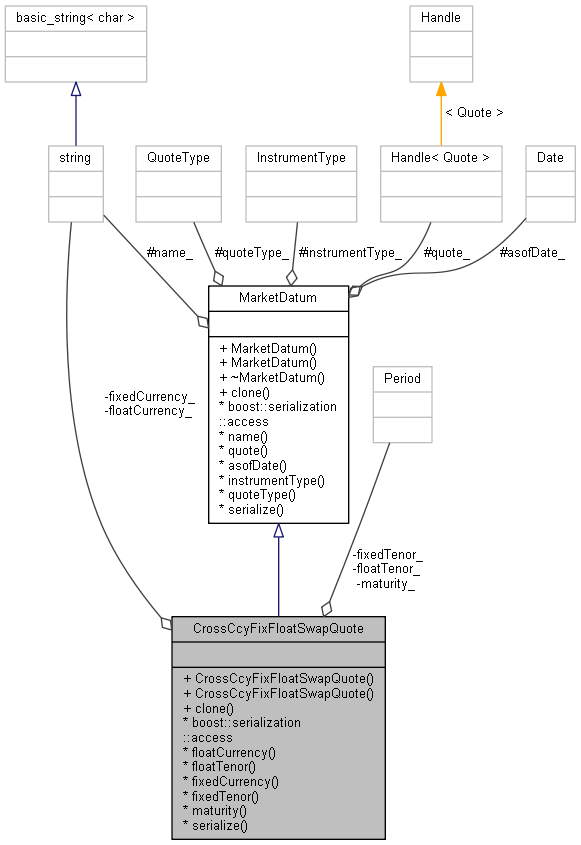 basic_string< char >
Handle
< Quote >
string
QuoteType
InstrumentType
Handle< Quote >
Date
#name_
#quoteType_
#instrumentType_
#quote_
#asofDate_
MarketDatum
+ MarketDatum()
+ MarketDatum()
+ ~MarketDatum()
+ clone()
* boost::serialization
::access
* name()
* quote()
* asofDate()
* instrumentType()
* quoteType()
* serialize()
Period
-fixedCurrency_
-floatCurrency_
-fixedTenor_
-floatTenor_
-maturity_
CrossCcyFixFloatSwapQuote
+ CrossCcyFixFloatSwapQuote()
+ CrossCcyFixFloatSwapQuote()
+ clone()
* boost::serialization
::access
* floatCurrency()
* floatTenor()
* fixedCurrency()
* fixedTenor()
* maturity()
* serialize()